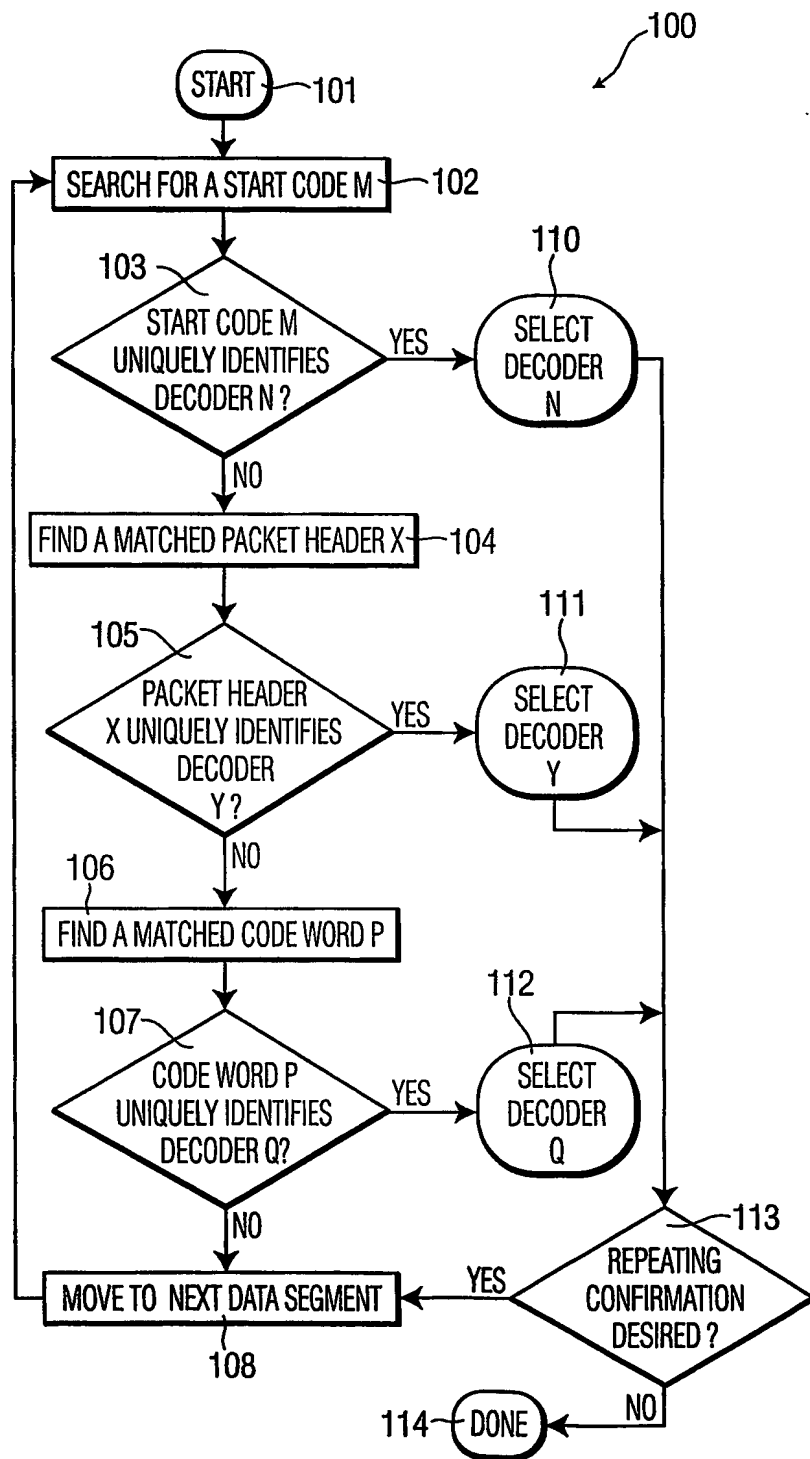 100
START
101
SEARCH FOR A START CODE M
102
103
START CODE M
UNIQUELY IDENTIFIES
DECODER N ?
YES
110
SELECT
DECODER
N
NO
FIND A MATCHED PACKET HEADER X
104
105
PACKET HEADER
X UNIQUELY IDENTIFIES
DECODER
Y ?
YES
111
SELECT
DECODER
Y
NO
106
FIND A MATCHED CODE WORD P
107
CODE WORD P
UNIQUELY IDENTIFIES
DECODER Q?
YES
112
SELECT
DECODER
Q
NO
MOVE TO NEXT DATA SEGMENT
108
YES
113
REPEATING
CONFIRMATION
DESIRED ?
NO
114
DONE